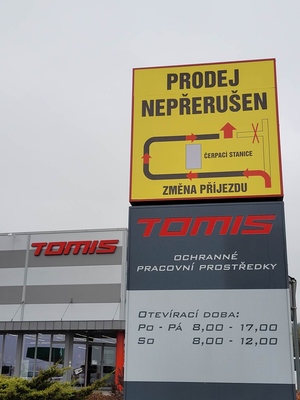 PRODEJ
NEPŘERUŠEN
ČERPACÍ STANICE
ZMĚNA PŘÍJEZDU
TOMIS
OCHRANNÉ
PRACOVNÍ PROSTŘEDKY
OTEVÍRACÍ DOBA:
Po - Pá 8,00 - 17,00
So 8,00 - 12,00
TOMIS